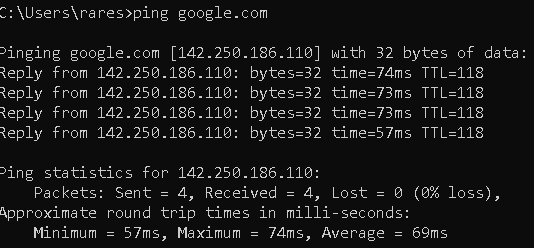 C:\Users\rares>ping google.com
Pinging google.com [142.250.186.110] with 32 bytes of data:
Reply from 142.250.186.110: bytes=32 time=74ms TTL=118
Reply from 142.250.186.110: bytes=32 time=73ms TTL=118
Reply from 142.250.186.110: bytes=32 time=73ms TTL=118
Reply from 142.250.186.110: bytes=32 time=57ms TTL=118
Ping statistics for 142.250.186.110:
    Packets: Sent = 4, Received = 4, Lost = 0 (0% loss),
Approximate round trip times in milli-seconds:
    Minimum = 57ms, Maximum = 74ms, Average = 69ms